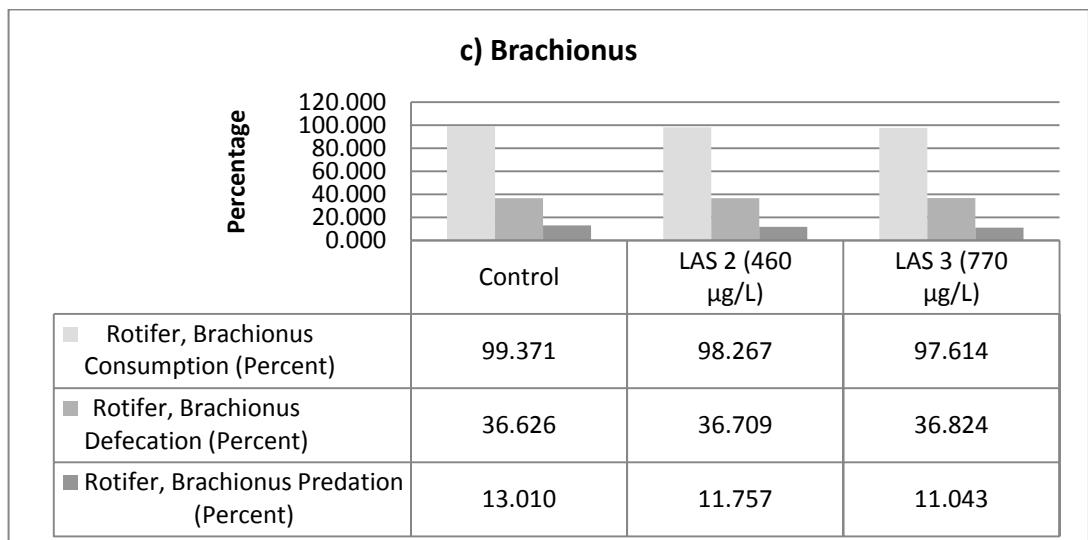 c) Brachionus
Percentage
120.000
100.000
80.000
60.000
40.000
20.000
0.000
Control
LAS 2 (460
µg/L)
LAS 3 (770
µg/L)
Rotifer, Brachionus
Consumption (Percent)
99.371
98.267
97.614
Rotifer, Brachionus
Defecation (Percent)
36.626
36.709
36.824
Rotifer, Brachionus Predation
(Percent)
13.010
11.757
11.043